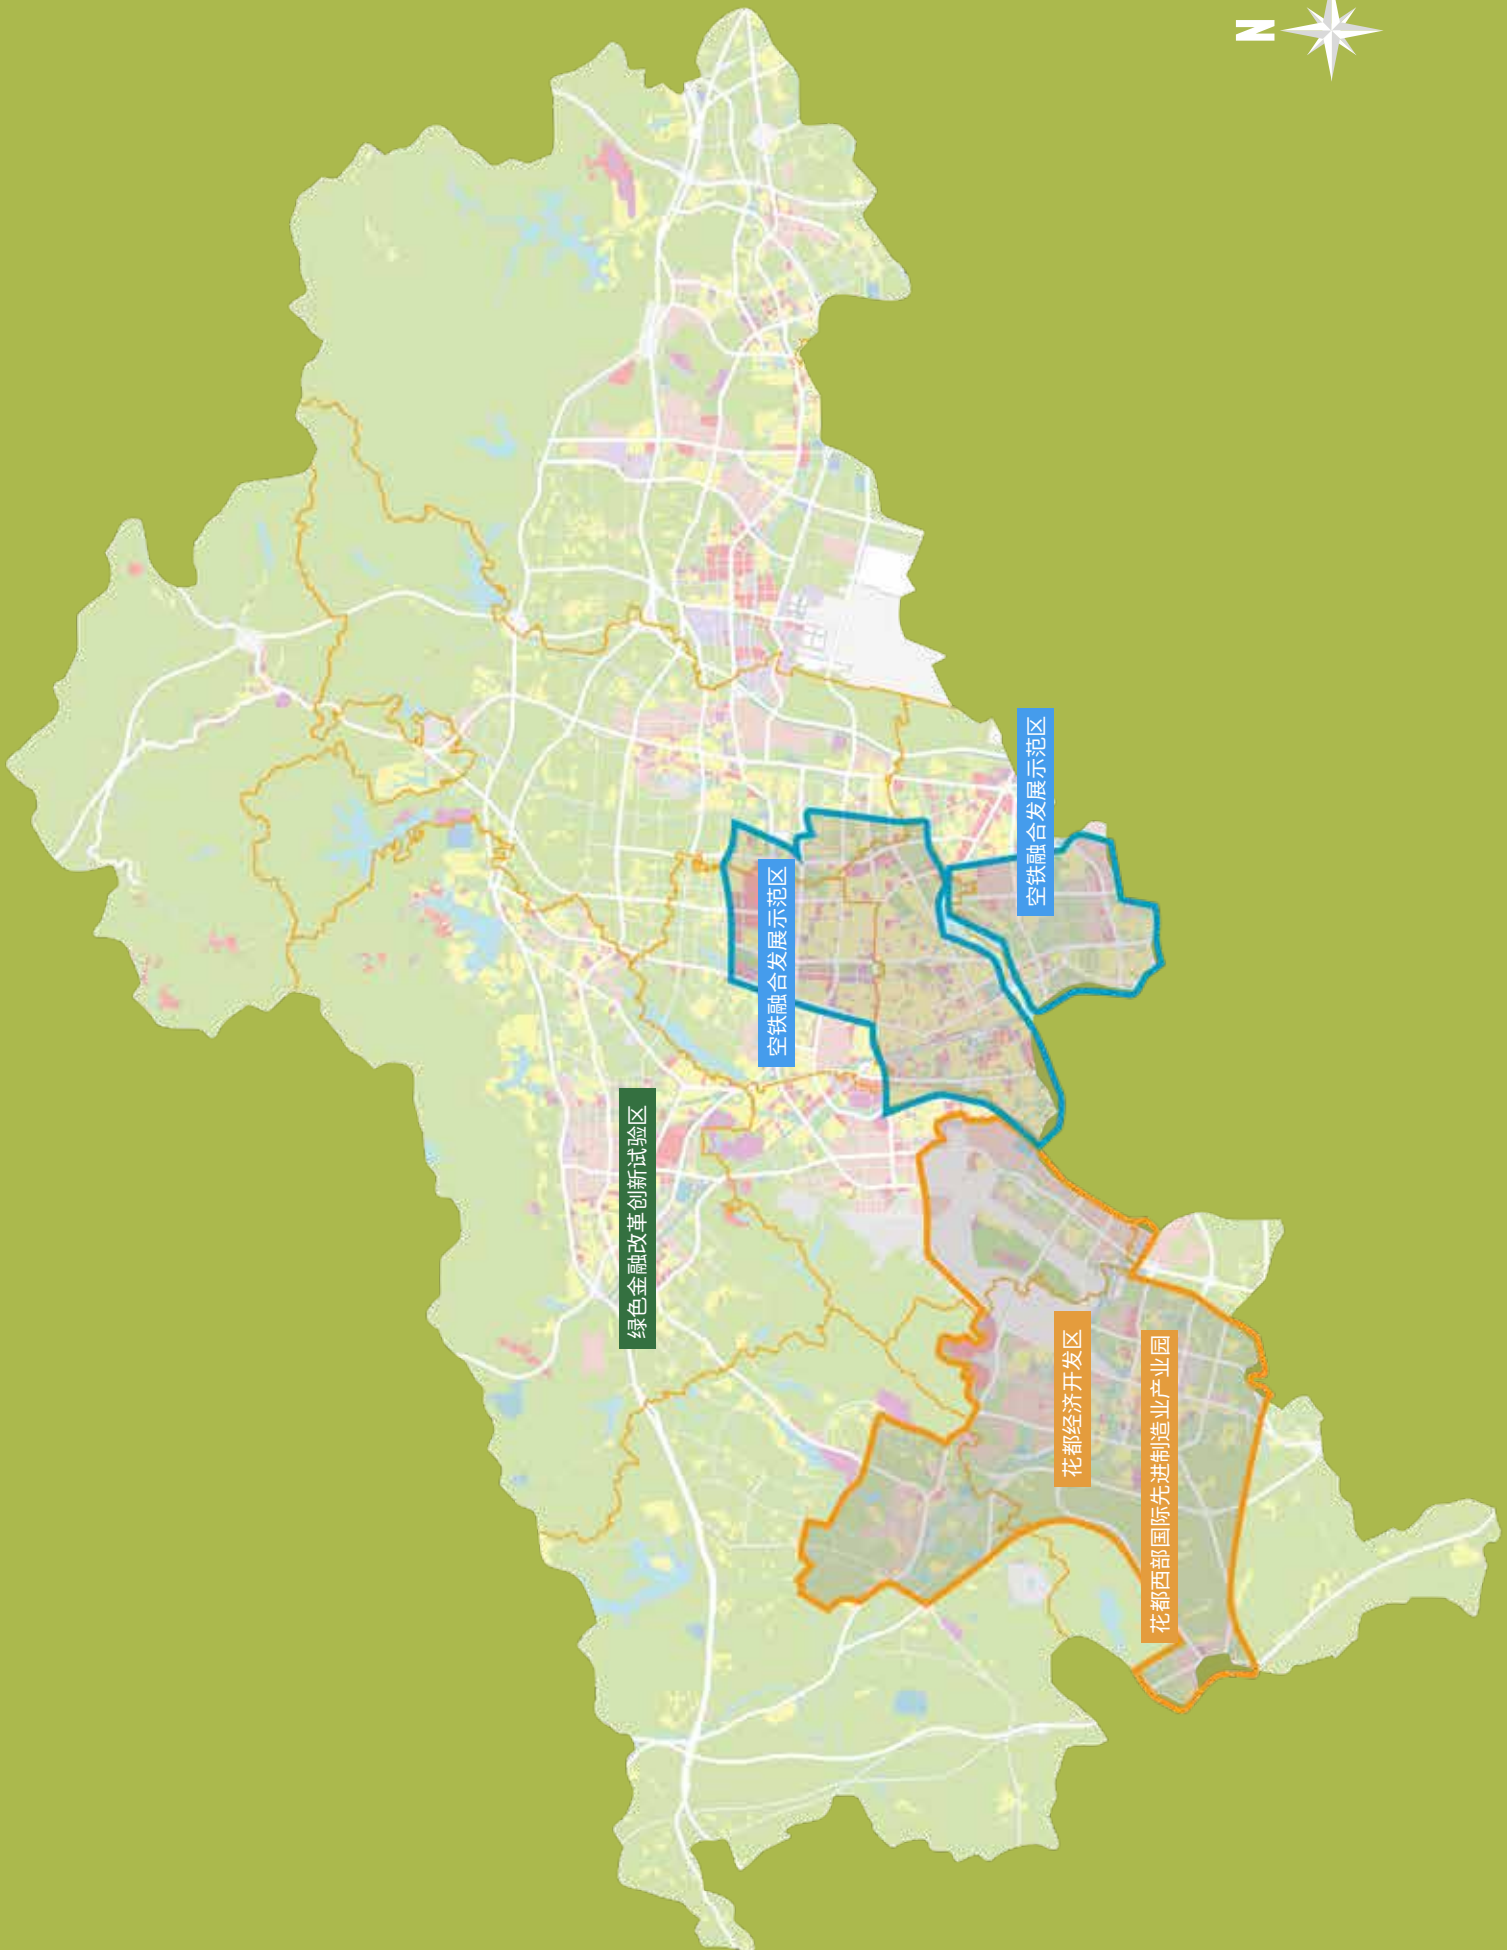 N
空铁融合发展示范区
空铁融合发展示范区
绿色金融改革创新试验区
花都经济开发区
花都西部国际先进制造业产业园